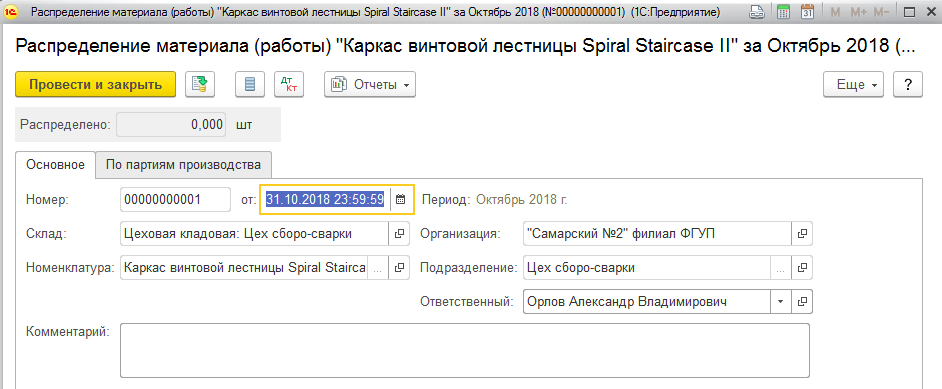 1С Распределение материала (работы) "Каркас винтовой лестницы Spiral Staircase II" за Октябрь 2018 (№00000000001) (1С:Предприятие) 31 M M+ M−
Распределение материала (работы) "Каркас винтовой лестницы Spiral Staircase II" за Октябрь 2018 (...
Провести и закрыть Дт Кт Отчеты Еще ?
Распределено: 0,000 шт
Основное По партиям производства
Номер: 00000000001 от: 31.10.2018 23:59:59 Период: Октябрь 2018 г.
Склад: Цеховая кладовая: Цех сборо-сварки Организация: "Самарский №2" филиал ФГУП
Номенклатура: Каркас винтовой лестницы Spiral Stairca ... Подразделение: Цех сборо-сварки ...
Ответственный: Орлов Александр Владимирович
Комментарий: